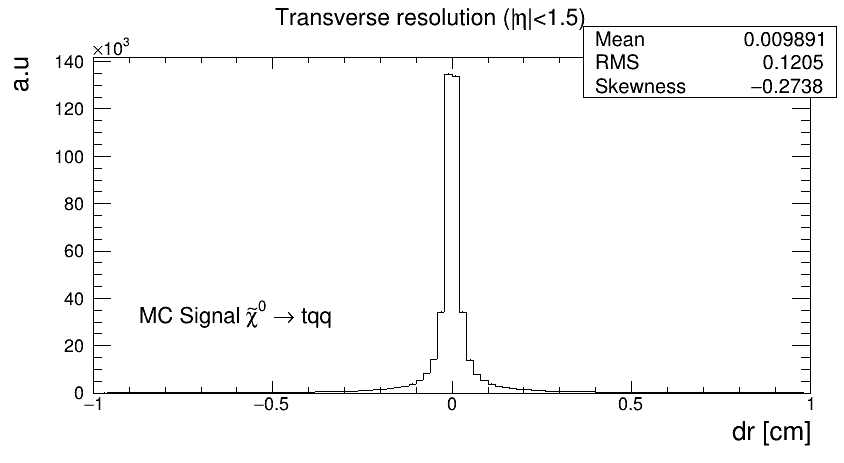 Transverse resolution (|η|<1.5)
Mean 0.009891
RMS 0.1205
Skewness −0.2738
×10³
a.u
140
120
100
80
60
40
20
0
MC Signal χ̃⁰ → tqq
−1 −0.5 0 0.5 1
dr [cm]